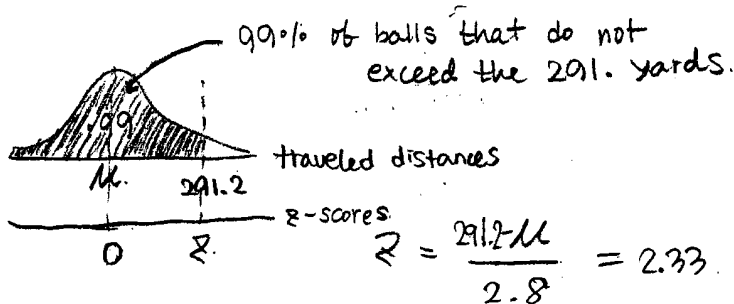 99% of balls that do not
exceed the 291. yards.
.99
traveled distances
μ. 291.2
z-scores.
0 z.
z = \frac{291.2-μ}{2.8} = 2.33